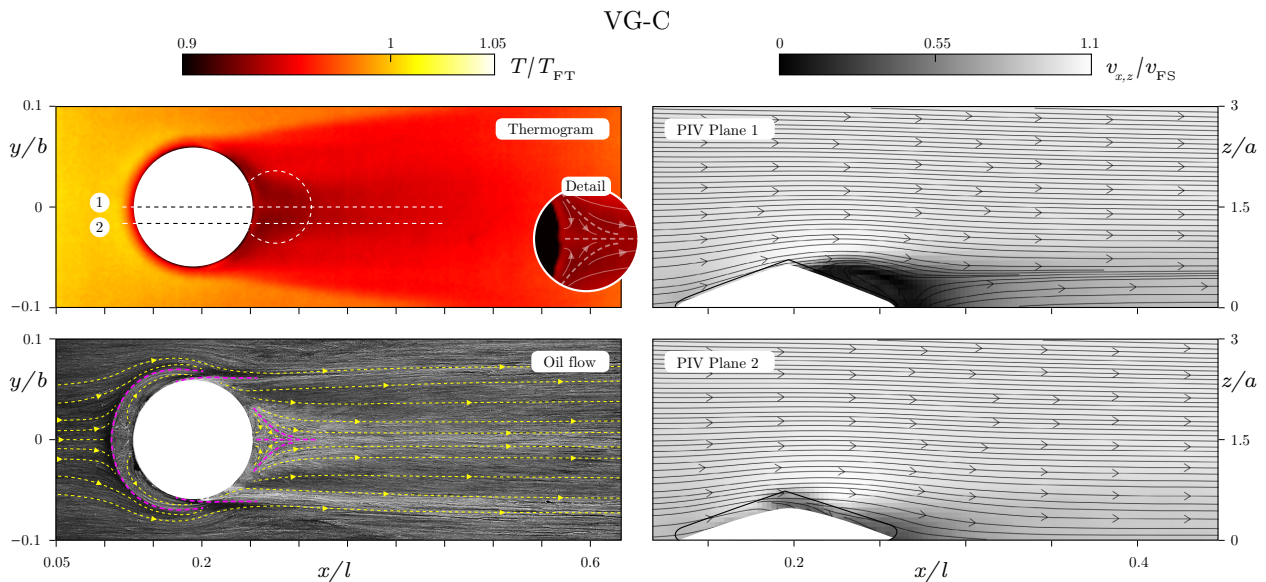 VG-C
0.9 1 1.05
T/T_FT
0 0.55 1.1
v_x,z/v_FS
0.1
y/b
0
−0.1
1
2
Thermogram
Detail
PIV Plane 1
3
z/a
1.5
0
0.1
y/b
0
−0.1
Oil flow
PIV Plane 2
3
z/a
1.5
0
0.05 0.2 x/l 0.6
0.2 x/l 0.4